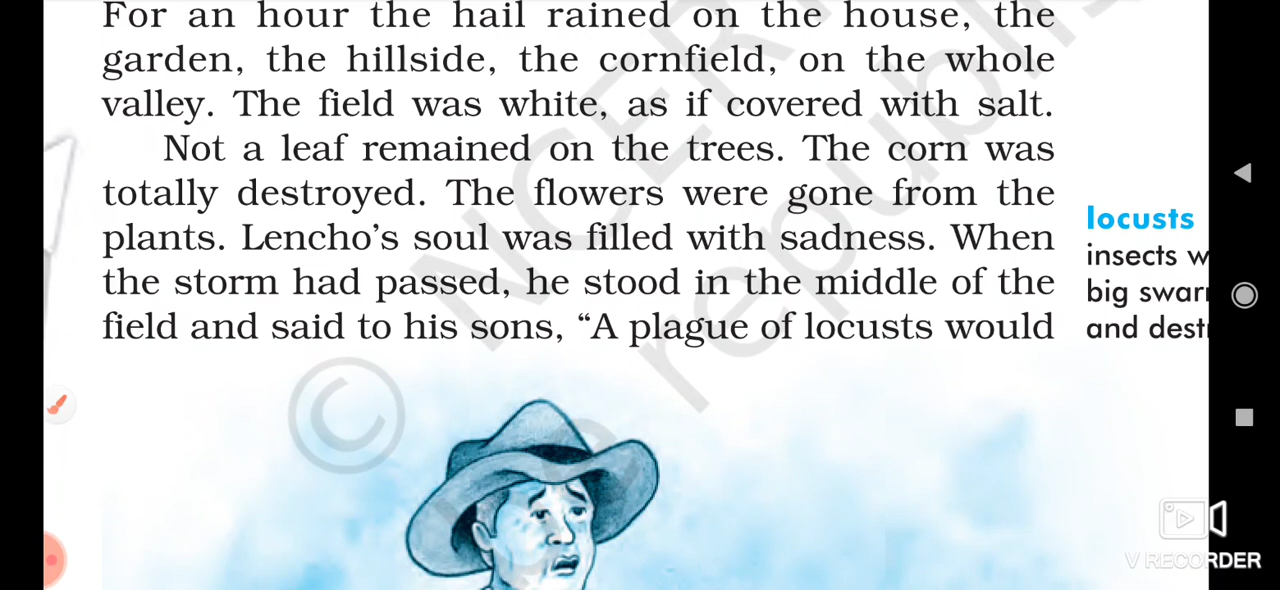 For an hour the hail rained on the house, the
garden, the hillside, the cornfield, on the whole
valley. The field was white, as if covered with salt.
Not a leaf remained on the trees. The corn was
totally destroyed. The flowers were gone from the
plants. Lencho's soul was filled with sadness. When
the storm had passed, he stood in the middle of the
field and said to his sons, “A plague of locusts would
locusts
insects w
big swar
and dest
© NCERT
republis
V RECORDER